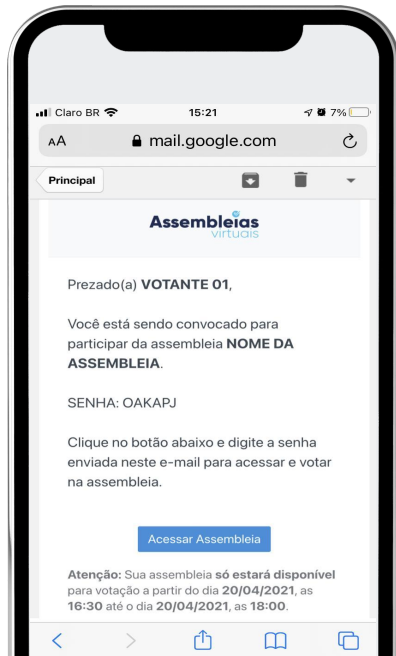 Claro BR 15:21 7%
AA mail.google.com
Principal
Assembleias
virtuais
Prezado(a) VOTANTE 01,
Você está sendo convocado para
participar da assembleia NOME DA
ASSEMBLEIA.
SENHA: OAKAPJ
Clique no botão abaixo e digite a senha
enviada neste e-mail para acessar e votar
na assembleia.
Acessar Assembleia
Atenção: Sua assembleia só estará disponível
para votação a partir do dia 20/04/2021, as
16:30 até o dia 20/04/2021, as 18:00.